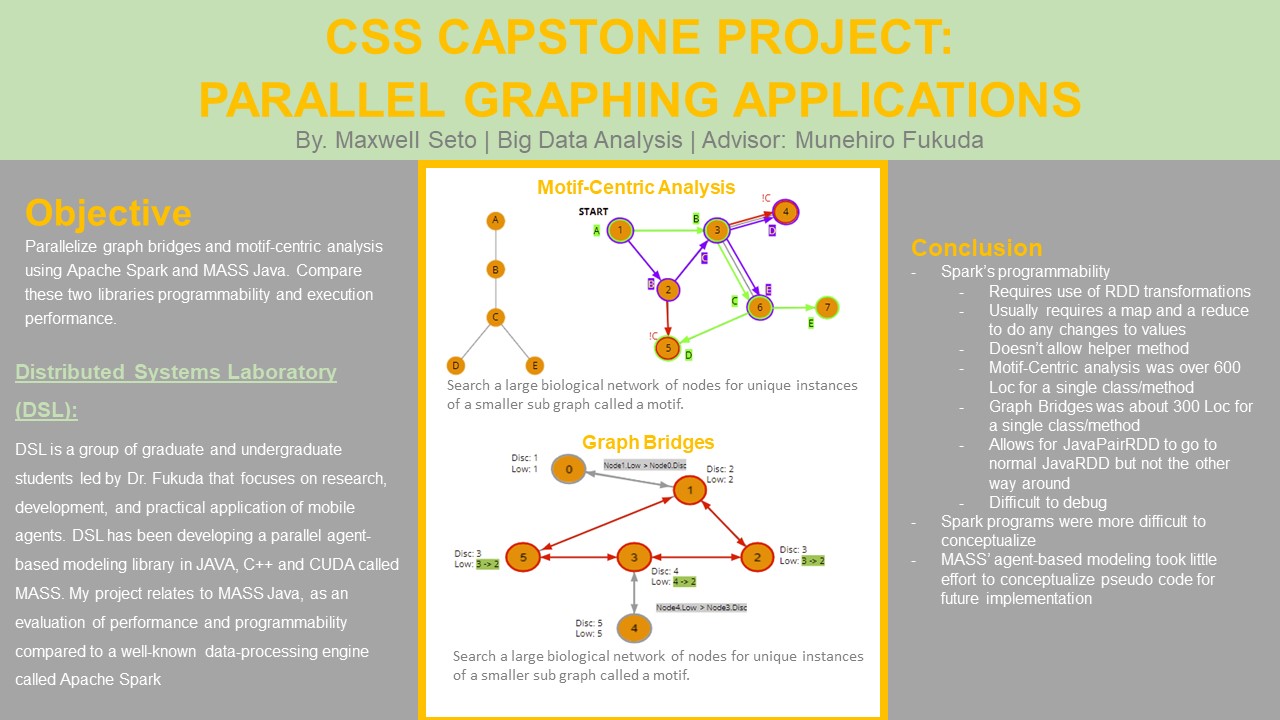 CSS CAPSTONE PROJECT:
PARALLEL GRAPHING APPLICATIONS
By. Maxwell Seto | Big Data Analysis | Advisor: Munehiro Fukuda
Objective
Parallelize graph bridges and motif-centric analysis
using Apache Spark and MASS Java. Compare
these two libraries programmability and execution
performance.
Distributed Systems Laboratory
(DSL):
DSL is a group of graduate and undergraduate
students led by Dr. Fukuda that focuses on research,
development, and practical application of mobile
agents. DSL has been developing a parallel agent-
based modeling library in JAVA, C++ and CUDA called
MASS. My project relates to MASS Java, as an
evaluation of performance and programmability
compared to a well-known data-processing engine
called Apache Spark
Motif-Centric Analysis
A
B
C
D
E
START
A
1
B
3
!C
4
D
C
B
2
C
E
6
7
E
!C
5
D
Search a large biological network of nodes for unique instances
of a smaller sub graph called a motif.
Graph Bridges
Disc: 1
Low: 1
0
Node1.Low > Node0.Disc
Disc: 2
Low: 2
1
Disc: 3
Low: 3 -> 2
5
3
2
Disc: 3
Low: 3 -> 2
Disc: 4
Low: 4 -> 2
Node4.Low > Node3.Disc
Disc: 5
Low: 5
4
Search a large biological network of nodes for unique instances
of a smaller sub graph called a motif.
Conclusion
- Spark's programmability
- Requires use of RDD transformations
- Usually requires a map and a reduce
to do any changes to values
- Doesn't allow helper method
- Motif-Centric analysis was over 600
Loc for a single class/method
- Graph Bridges was about 300 Loc for
a single class/method
- Allows for JavaPairRDD to go to
normal JavaRDD but not the other
way around
- Difficult to debug
- Spark programs were more difficult to
conceptualize
- MASS' agent-based modeling took little
effort to conceptualize pseudo code for
future implementation